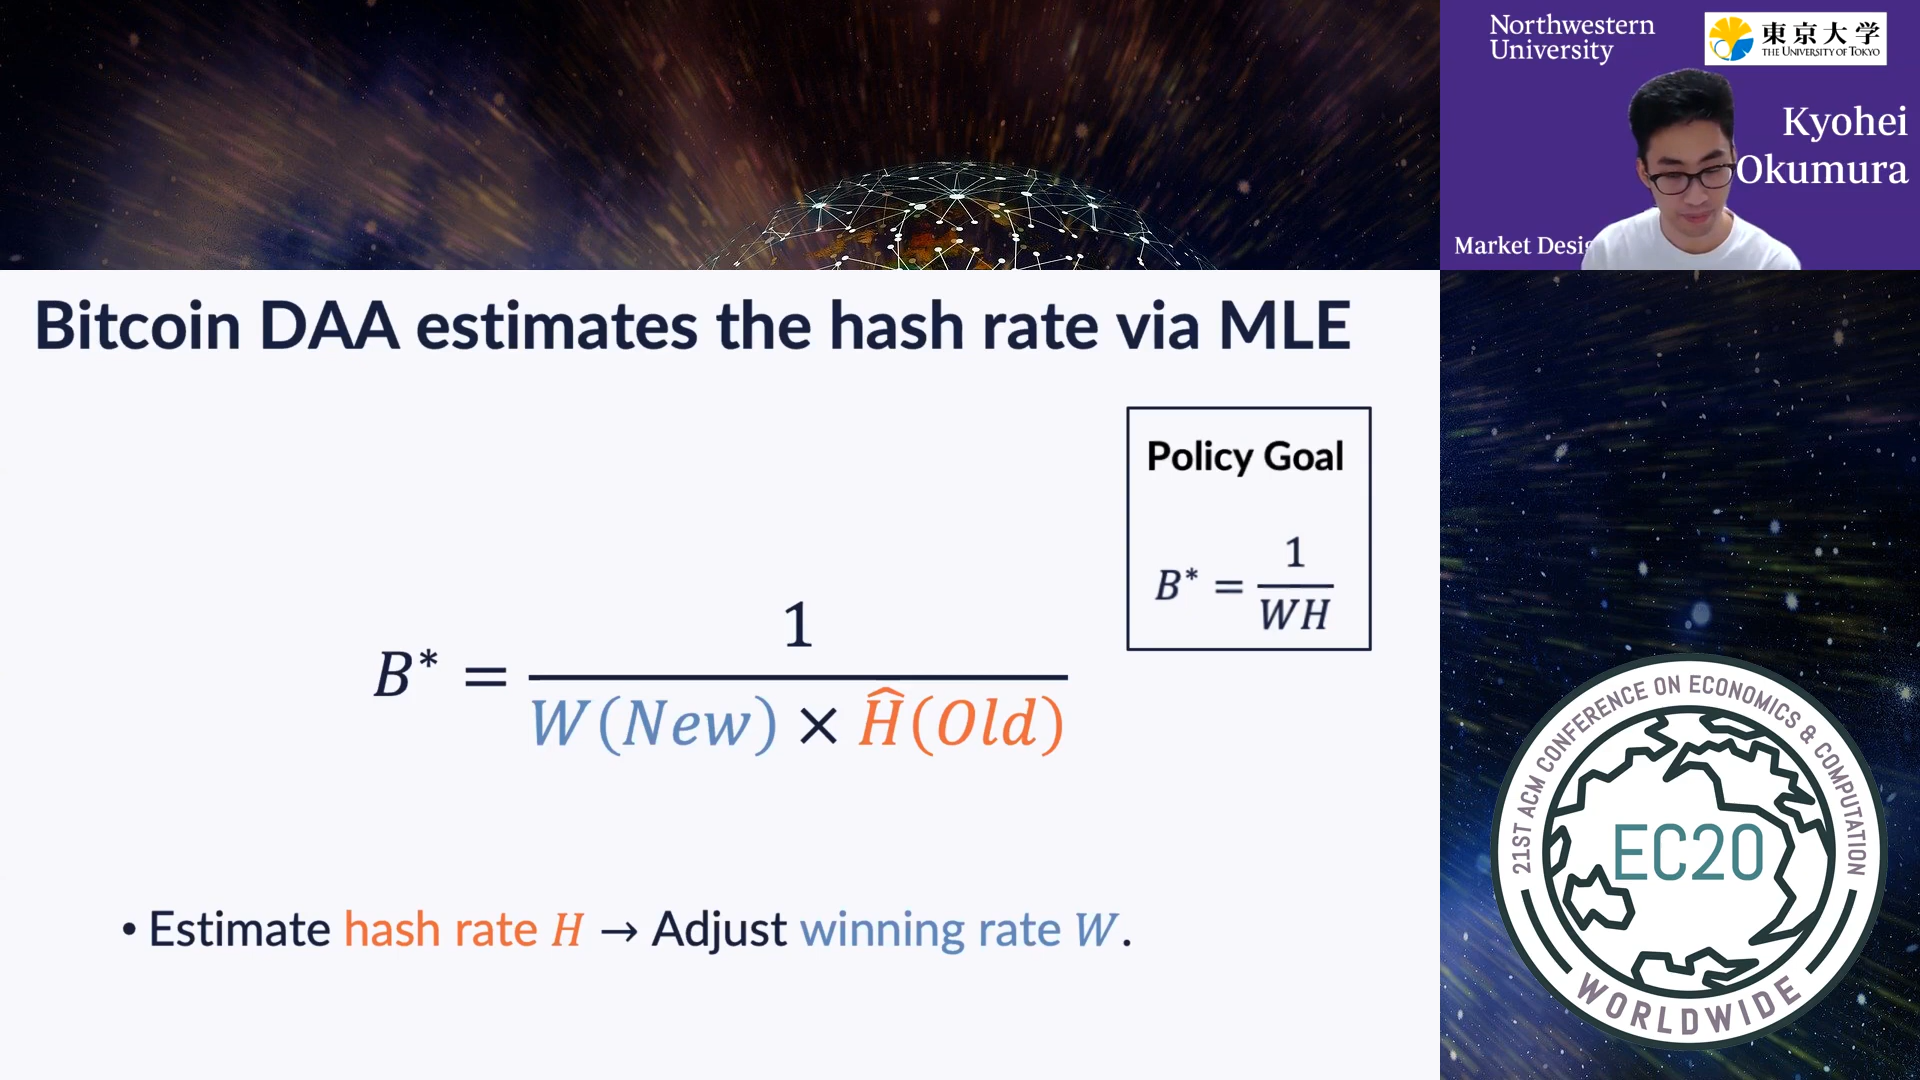 Northwestern
University
東京大学
THE UNIVERSITY OF TOKYO
Kyohei
Okumura
Market
Bitcoin DAA estimates the hash rate via MLE
Policy Goal
B* = 1 / WH
B* = 1 / W(New) × Ĥ(Old)
• Estimate hash rate H → Adjust winning rate W.
21ST ACM CONFERENCE ON ECONOMICS & COMPUTATION
EC20
WORLDWIDE